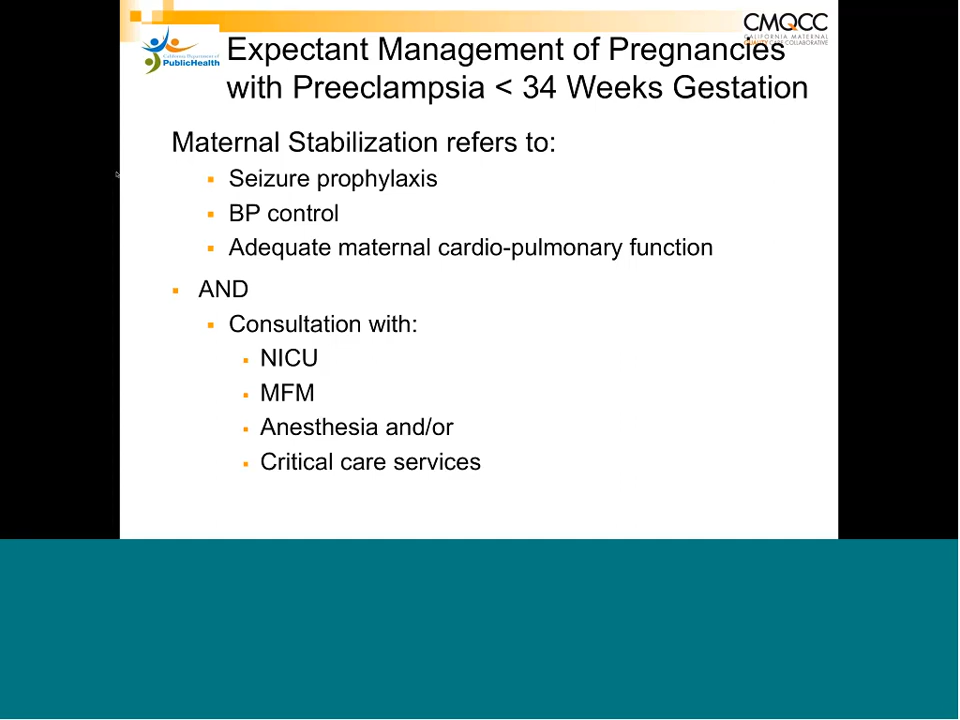 CMQCC
CALIFORNIA MATERNAL
QUALITY CARE COLLABORATIVE
California Department of
PublicHealth
Expectant Management of Pregnancies
with Preeclampsia < 34 Weeks Gestation
Maternal Stabilization refers to:
Seizure prophylaxis
BP control
Adequate maternal cardio-pulmonary function
AND
Consultation with:
NICU
MFM
Anesthesia and/or
Critical care services